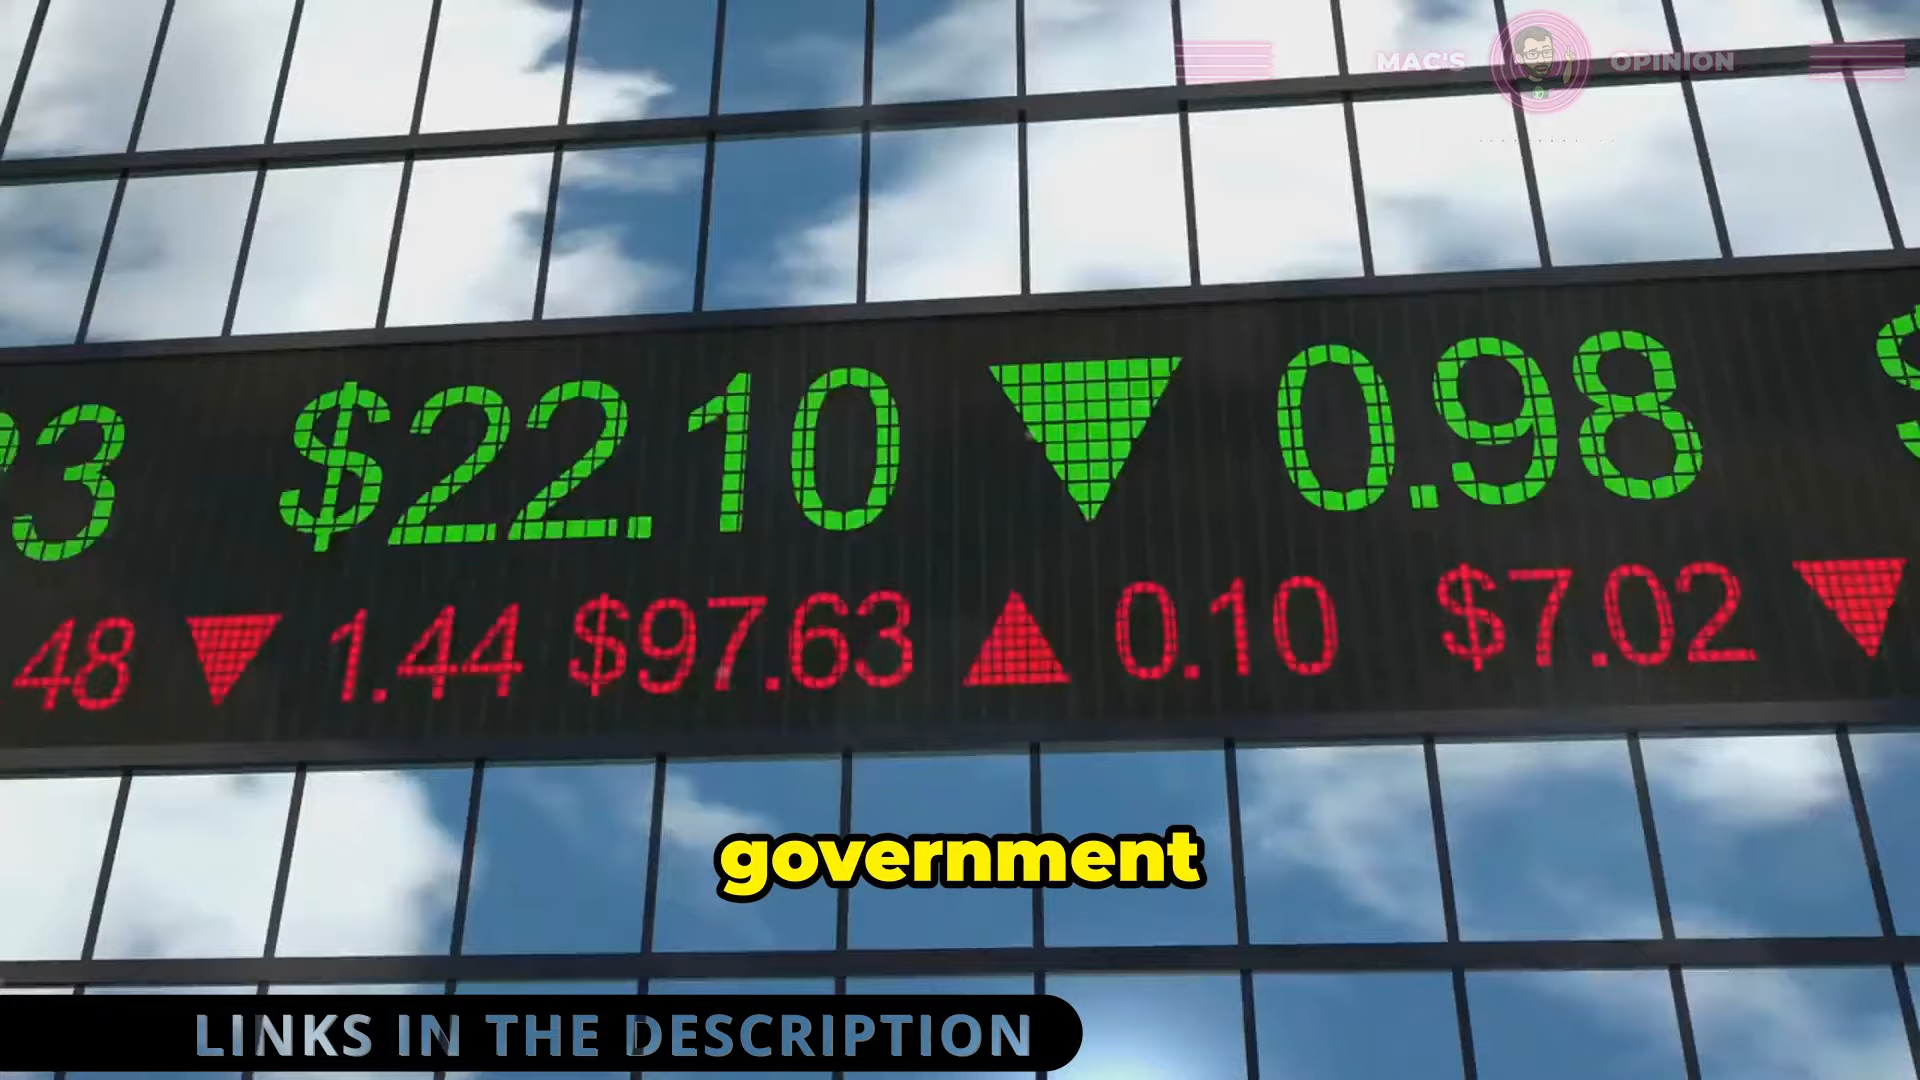 MAC'S OPINION
3 $22.10 ▼ 0.98
48 ▼ 1.44 $97.63 ▲ 0.10 $7.02 ▼
government
LINKS IN THE DESCRIPTION